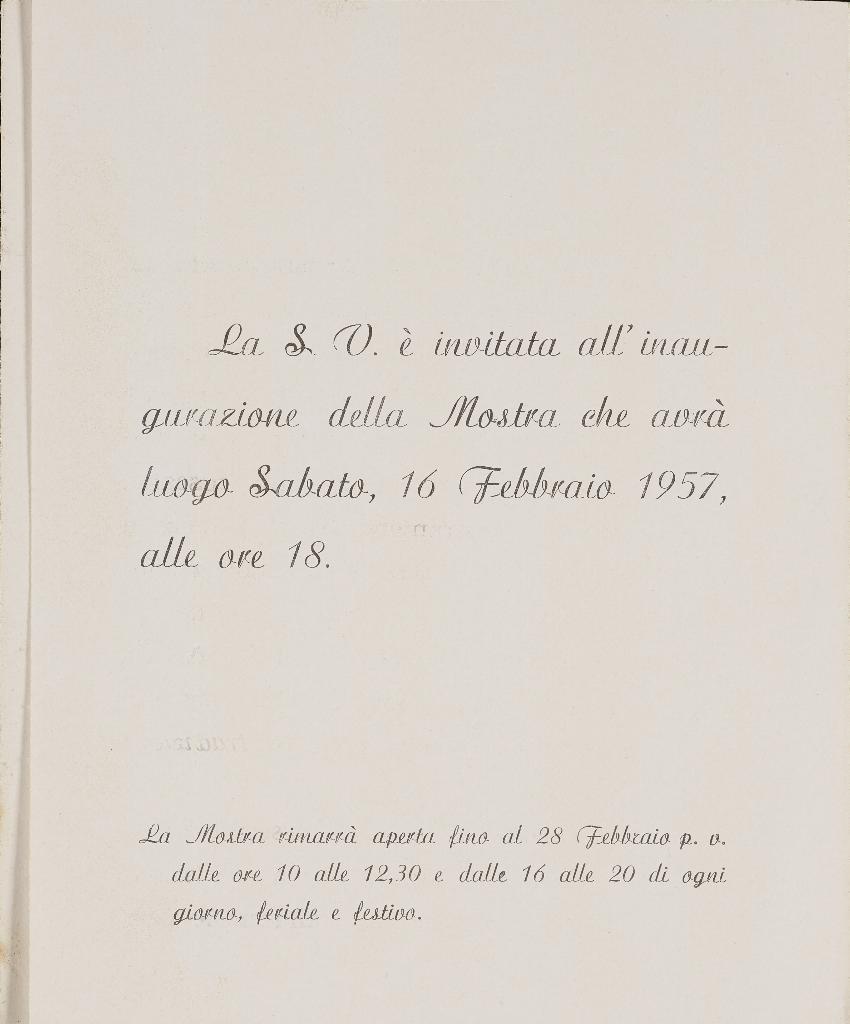 La S. V. è invitata all'inau-
gurazione della Mostra che avrà
luogo Sabato, 16 Febbraio 1957,
alle ore 18.
La Mostra rimarrà aperta fino al 28 Febbraio p. v.
dalle ore 10 alle 12,30 e dalle 16 alle 20 di ogni
giorno, feriale e festivo.